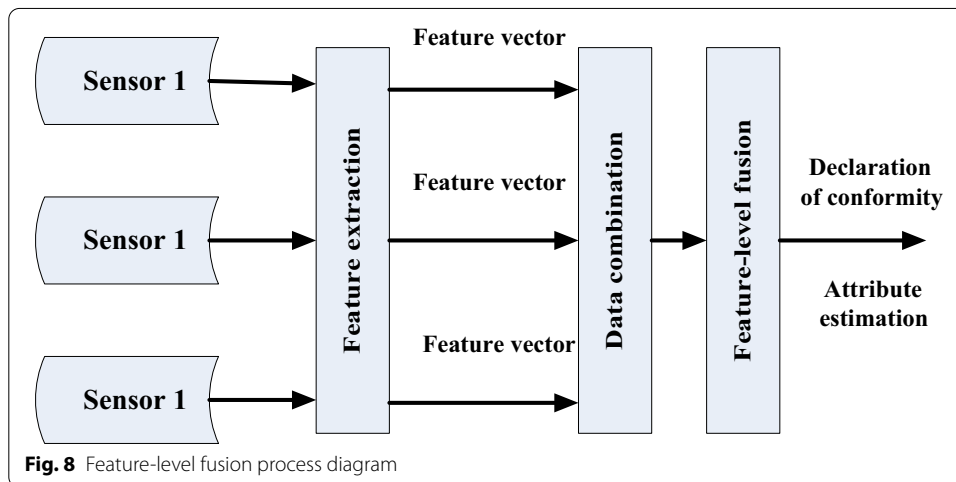 Sensor 1
Sensor 1
Sensor 1
Feature extraction
Feature vector
Feature vector
Feature vector
Data combination
Feature-level fusion
Declaration
of conformity
Attribute
estimation
Fig. 8 Feature-level fusion process diagram